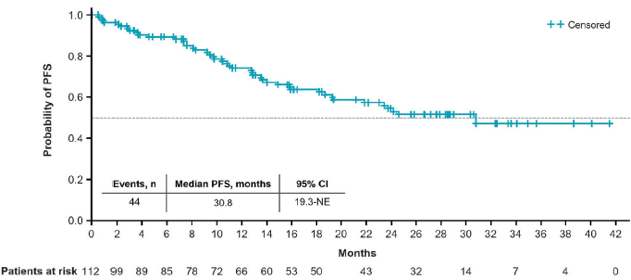 1.0
Censored
0.8
0.6
0.4
0.2
0.0
Probability of PFS
Events, n Median PFS, months 95% CI
44 30.8 19.3-NE
0 2 4 6 8 10 12 14 16 18 20 22 24 26 28 30 32 34 36 38 40 42
Months
Patients at risk 112 99 89 85 78 72 66 60 53 50 43 32 14 7 4 0